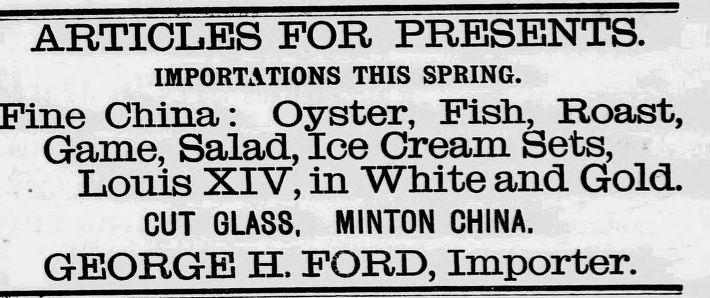 ARTICLES FOR PRESENTS.
IMPORTATIONS THIS SPRING.
Fine China: Oyster, Fish, Roast,
Game, Salad, Ice Cream Sets,
Louis XIV, in White and Gold.
CUT GLASS, MINTON CHINA.
GEORGE H. FORD, Importer.